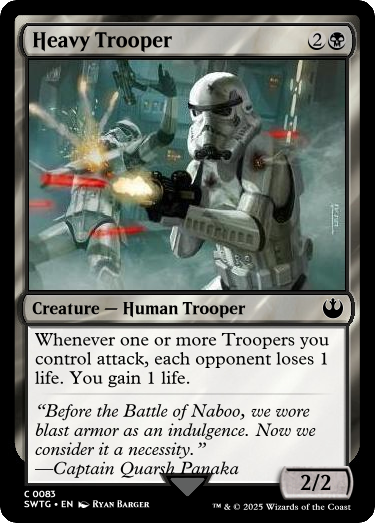 Heavy Trooper 2
Creature — Human Trooper
Whenever one or more Troopers you
control attack, each opponent loses 1
life. You gain 1 life.
“Before the Battle of Naboo, we wore
blast armor as an indulgence. Now we
consider it a necessity.”
—Captain Quarsh Panaka
2/2
C 0083
SWTG • EN Ryan Barger
™ & © 2025 Wizards of the Coast